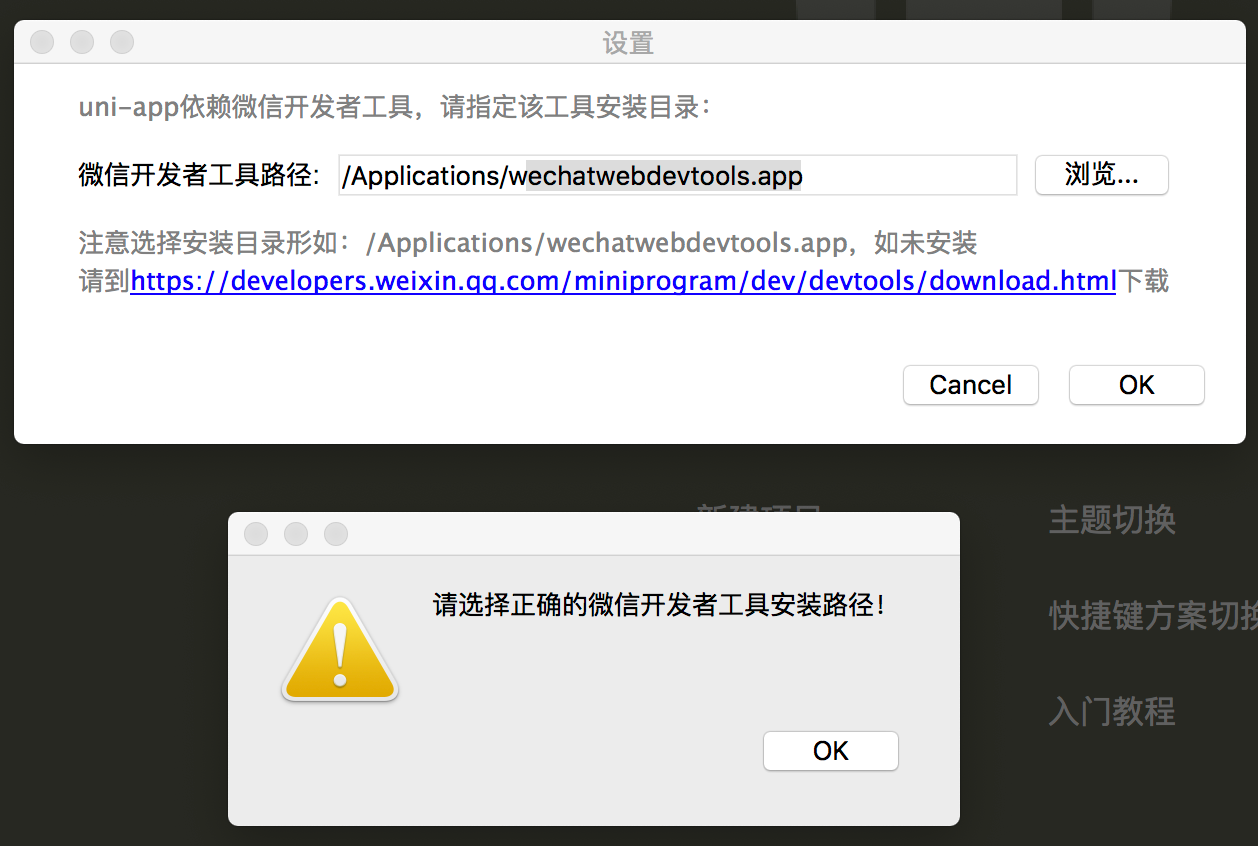 设置
uni-app依赖微信开发者工具，请指定该工具安装目录：
微信开发者工具路径: /Applications/wechatwebdevtools.app 浏览...
注意选择安装目录形如：/Applications/wechatwebdevtools.app，如未安装
请到https://developers.weixin.qq.com/miniprogram/dev/devtools/download.html下载
Cancel OK
新建项目 主题切换
请选择正确的微信开发者工具安装路径！
快捷键方案切换
入门教程
OK